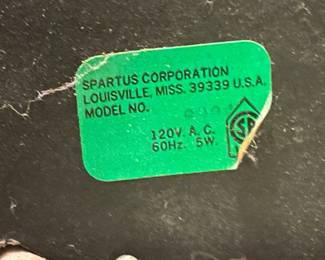 SPARTUS CORPORATION
LOUISVILLE, MISS. 39339 U.S.A.
MODEL NO.
120V. A.C.
60Hz. 5W.